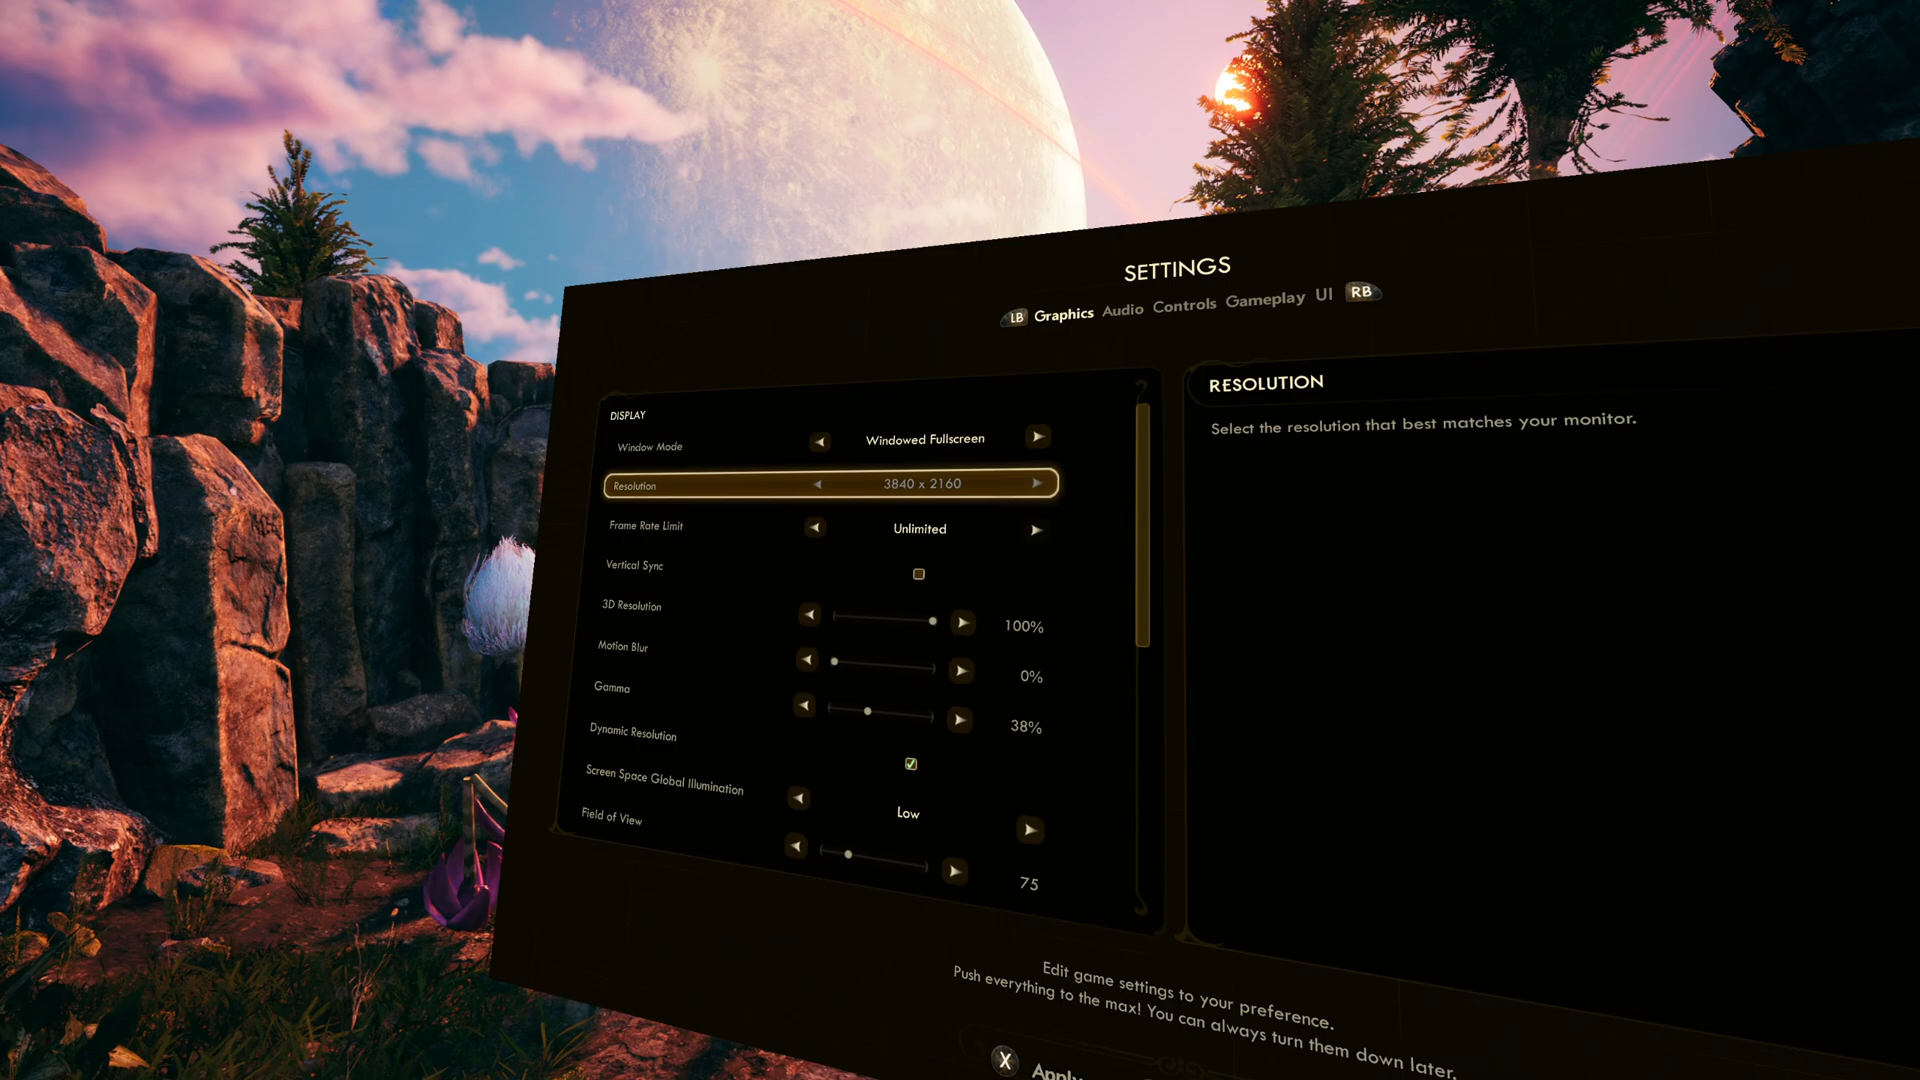 SETTINGS
LB Graphics Audio Controls Gameplay UI RB
DISPLAY
Window Mode Windowed Fullscreen
Resolution 3840 x 2160
Frame Rate Limit Unlimited
Vertical Sync
3D Resolution 100%
Motion Blur 0%
Gamma 38%
Dynamic Resolution
Screen Space Global Illumination Low
Field of View 75
RESOLUTION
Select the resolution that best matches your monitor.
Edit game settings to your preference.
Push everything to the max! You can always turn them down later.
X Apply